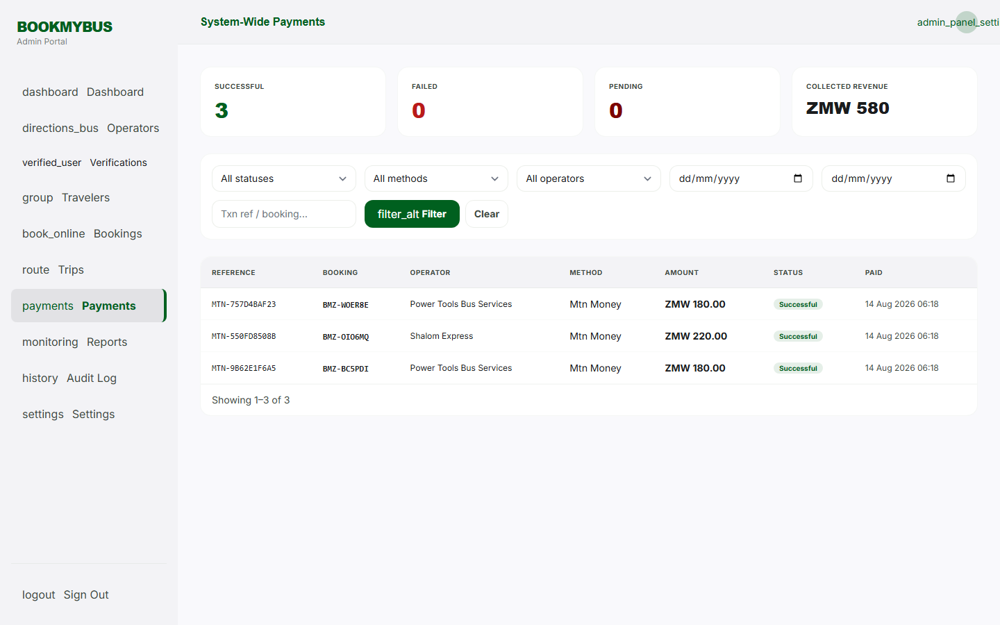 BOOKMYBUS
Admin Portal
dashboard Dashboard
directions_bus Operators
verified_user Verifications
group Travelers
book_online Bookings
route Trips
payments Payments
monitoring Reports
history Audit Log
settings Settings
logout Sign Out
System-Wide Payments
admin_panel_setti
SUCCESSFUL
3
FAILED
0
PENDING
0
COLLECTED REVENUE
ZMW 580
All statuses
All methods
All operators
dd/mm/yyyy
dd/mm/yyyy
Txn ref / booking...
filter_alt Filter
Clear
REFERENCE BOOKING OPERATOR METHOD AMOUNT STATUS PAID
MTN-757D4BAF23 BMZ-WOER8E Power Tools Bus Services Mtn Money ZMW 180.00 Successful 14 Aug 2026 06:18
MTN-550FD8508B BMZ-OIO6MQ Shalom Express Mtn Money ZMW 220.00 Successful 14 Aug 2026 06:18
MTN-9B62E1F6A5 BMZ-BC5PDI Power Tools Bus Services Mtn Money ZMW 180.00 Successful 14 Aug 2026 06:18
Showing 1–3 of 3